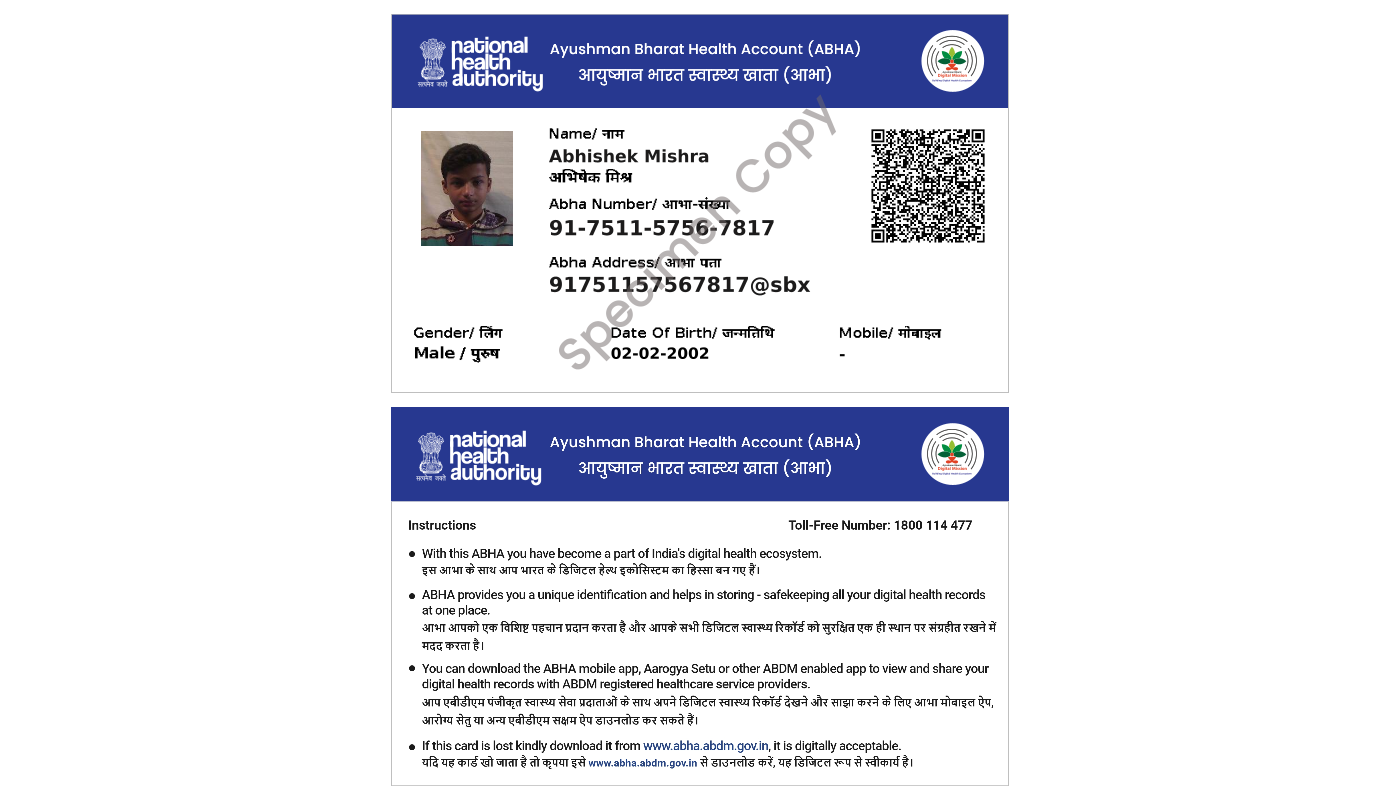 national
health
authority
सत्यमेव जयते
Ayushman Bharat Health Account (ABHA)
आयुष्मान भारत स्वास्थ्य खाता (आभा)
Digital Mission
Name/ नाम
Abhishek Mishra
अभिषेक मिश्र
Abha Number/ आभा-संख्या
91-7511-5756-7817
Abha Address/ आभा पता
91751157567817@sbx
Specimen Copy
Gender/ लिंग
Male / पुरुष
Date Of Birth/ जन्मतिथि
02-02-2002
Mobile/ मोबाइल
-
national
health
authority
सत्यमेव जयते
Ayushman Bharat Health Account (ABHA)
आयुष्मान भारत स्वास्थ्य खाता (आभा)
Digital Mission
Instructions
Toll-Free Number: 1800 114 477
With this ABHA you have become a part of India's digital health ecosystem.
इस आभा के साथ आप भारत के डिजिटल हेल्थ इकोसिस्टम का हिस्सा बन गए हैं।
ABHA provides you a unique identification and helps in storing - safekeeping all your digital health records
at one place.
आभा आपको एक विशिष्ट पहचान प्रदान करता है और आपके सभी डिजिटल स्वास्थ्य रिकॉर्ड को सुरक्षित एक ही स्थान पर संग्रहीत रखने में
मदद करता है।
You can download the ABHA mobile app, Aarogya Setu or other ABDM enabled app to view and share your
digital health records with ABDM registered healthcare service providers.
आप एबीडीएम पंजीकृत स्वास्थ्य सेवा प्रदाताओं के साथ अपने डिजिटल स्वास्थ्य रिकॉर्ड देखने और साझा करने के लिए आभा मोबाइल ऐप,
आरोग्य सेतु या अन्य एबीडीएम सक्षम ऐप डाउनलोड कर सकते हैं।
If this card is lost kindly download it from www.abha.abdm.gov.in, it is digitally acceptable.
यदि यह कार्ड खो जाता है तो कृपया इसे www.abha.abdm.gov.in से डाउनलोड करें, यह डिजिटल रूप से स्वीकार्य है।